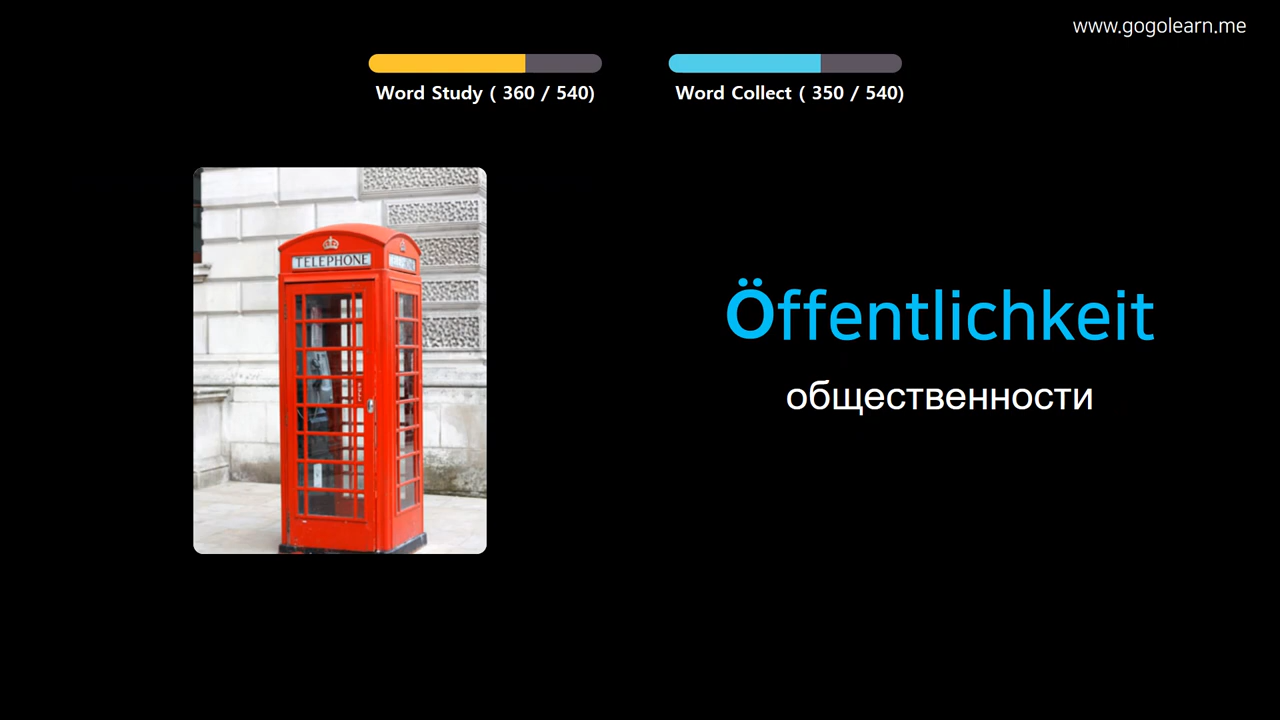 www.gogolearn.me
Word Study ( 360 / 540)
Word Collect ( 350 / 540)
TELEPHONE
Öffentlichkeit
общественности